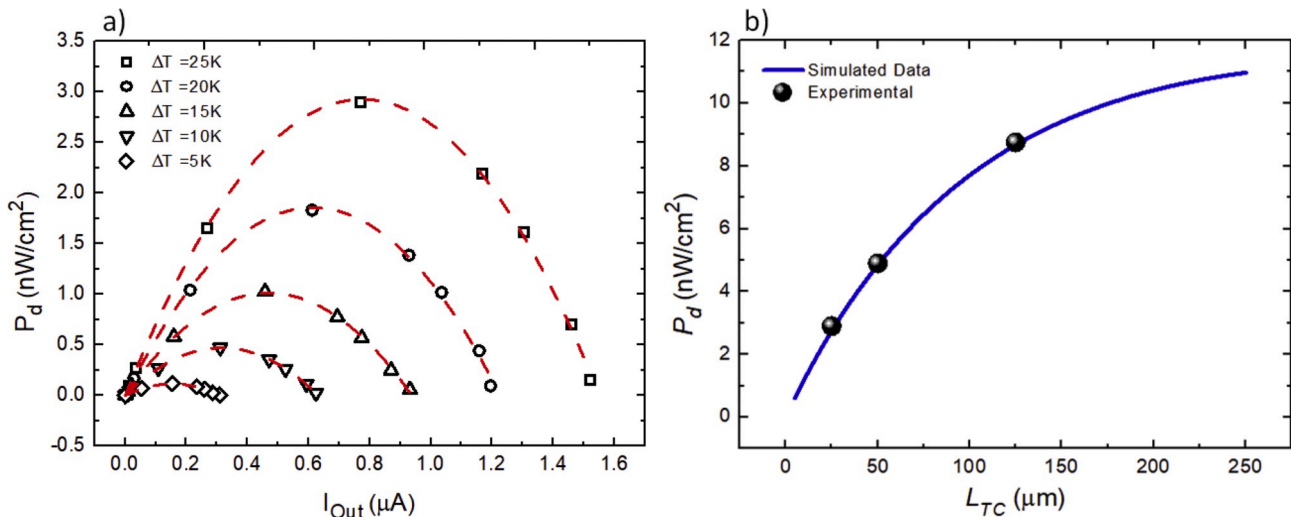 a)
3.5
3.0
2.5
2.0
1.5
1.0
0.5
0.0
-0.5
P_d (nW/cm²)
ΔT =25K
ΔT =20K
ΔT =15K
ΔT =10K
ΔT =5K
0.0 0.2 0.4 0.6 0.8 1.0 1.2 1.4 1.6
I_Out (μA)
b)
12
10
8
6
4
2
0
P_d (nW/cm²)
Simulated Data
Experimental
0 50 100 150 200 250
L_TC (μm)